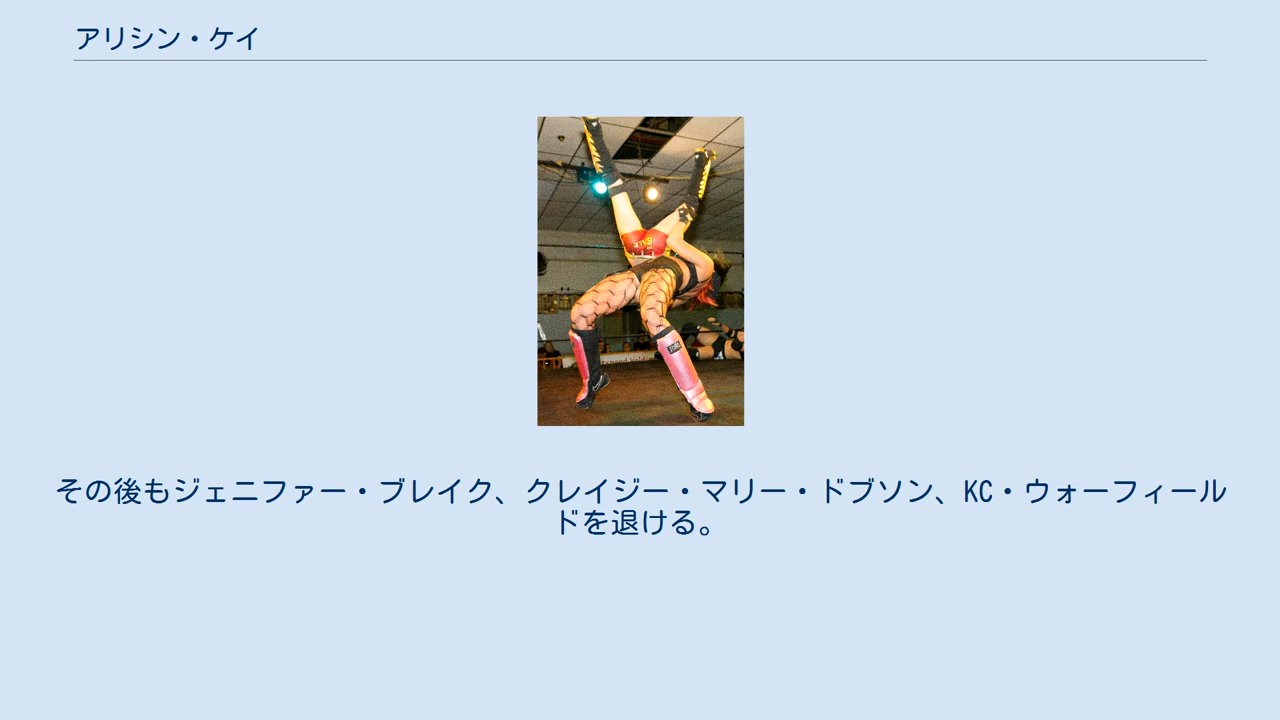 アリシン・ケイ
その後もジェニファー・ブレイク、クレイジー・マリー・ドブソン、KC・ウォーフィール
ドを退ける。